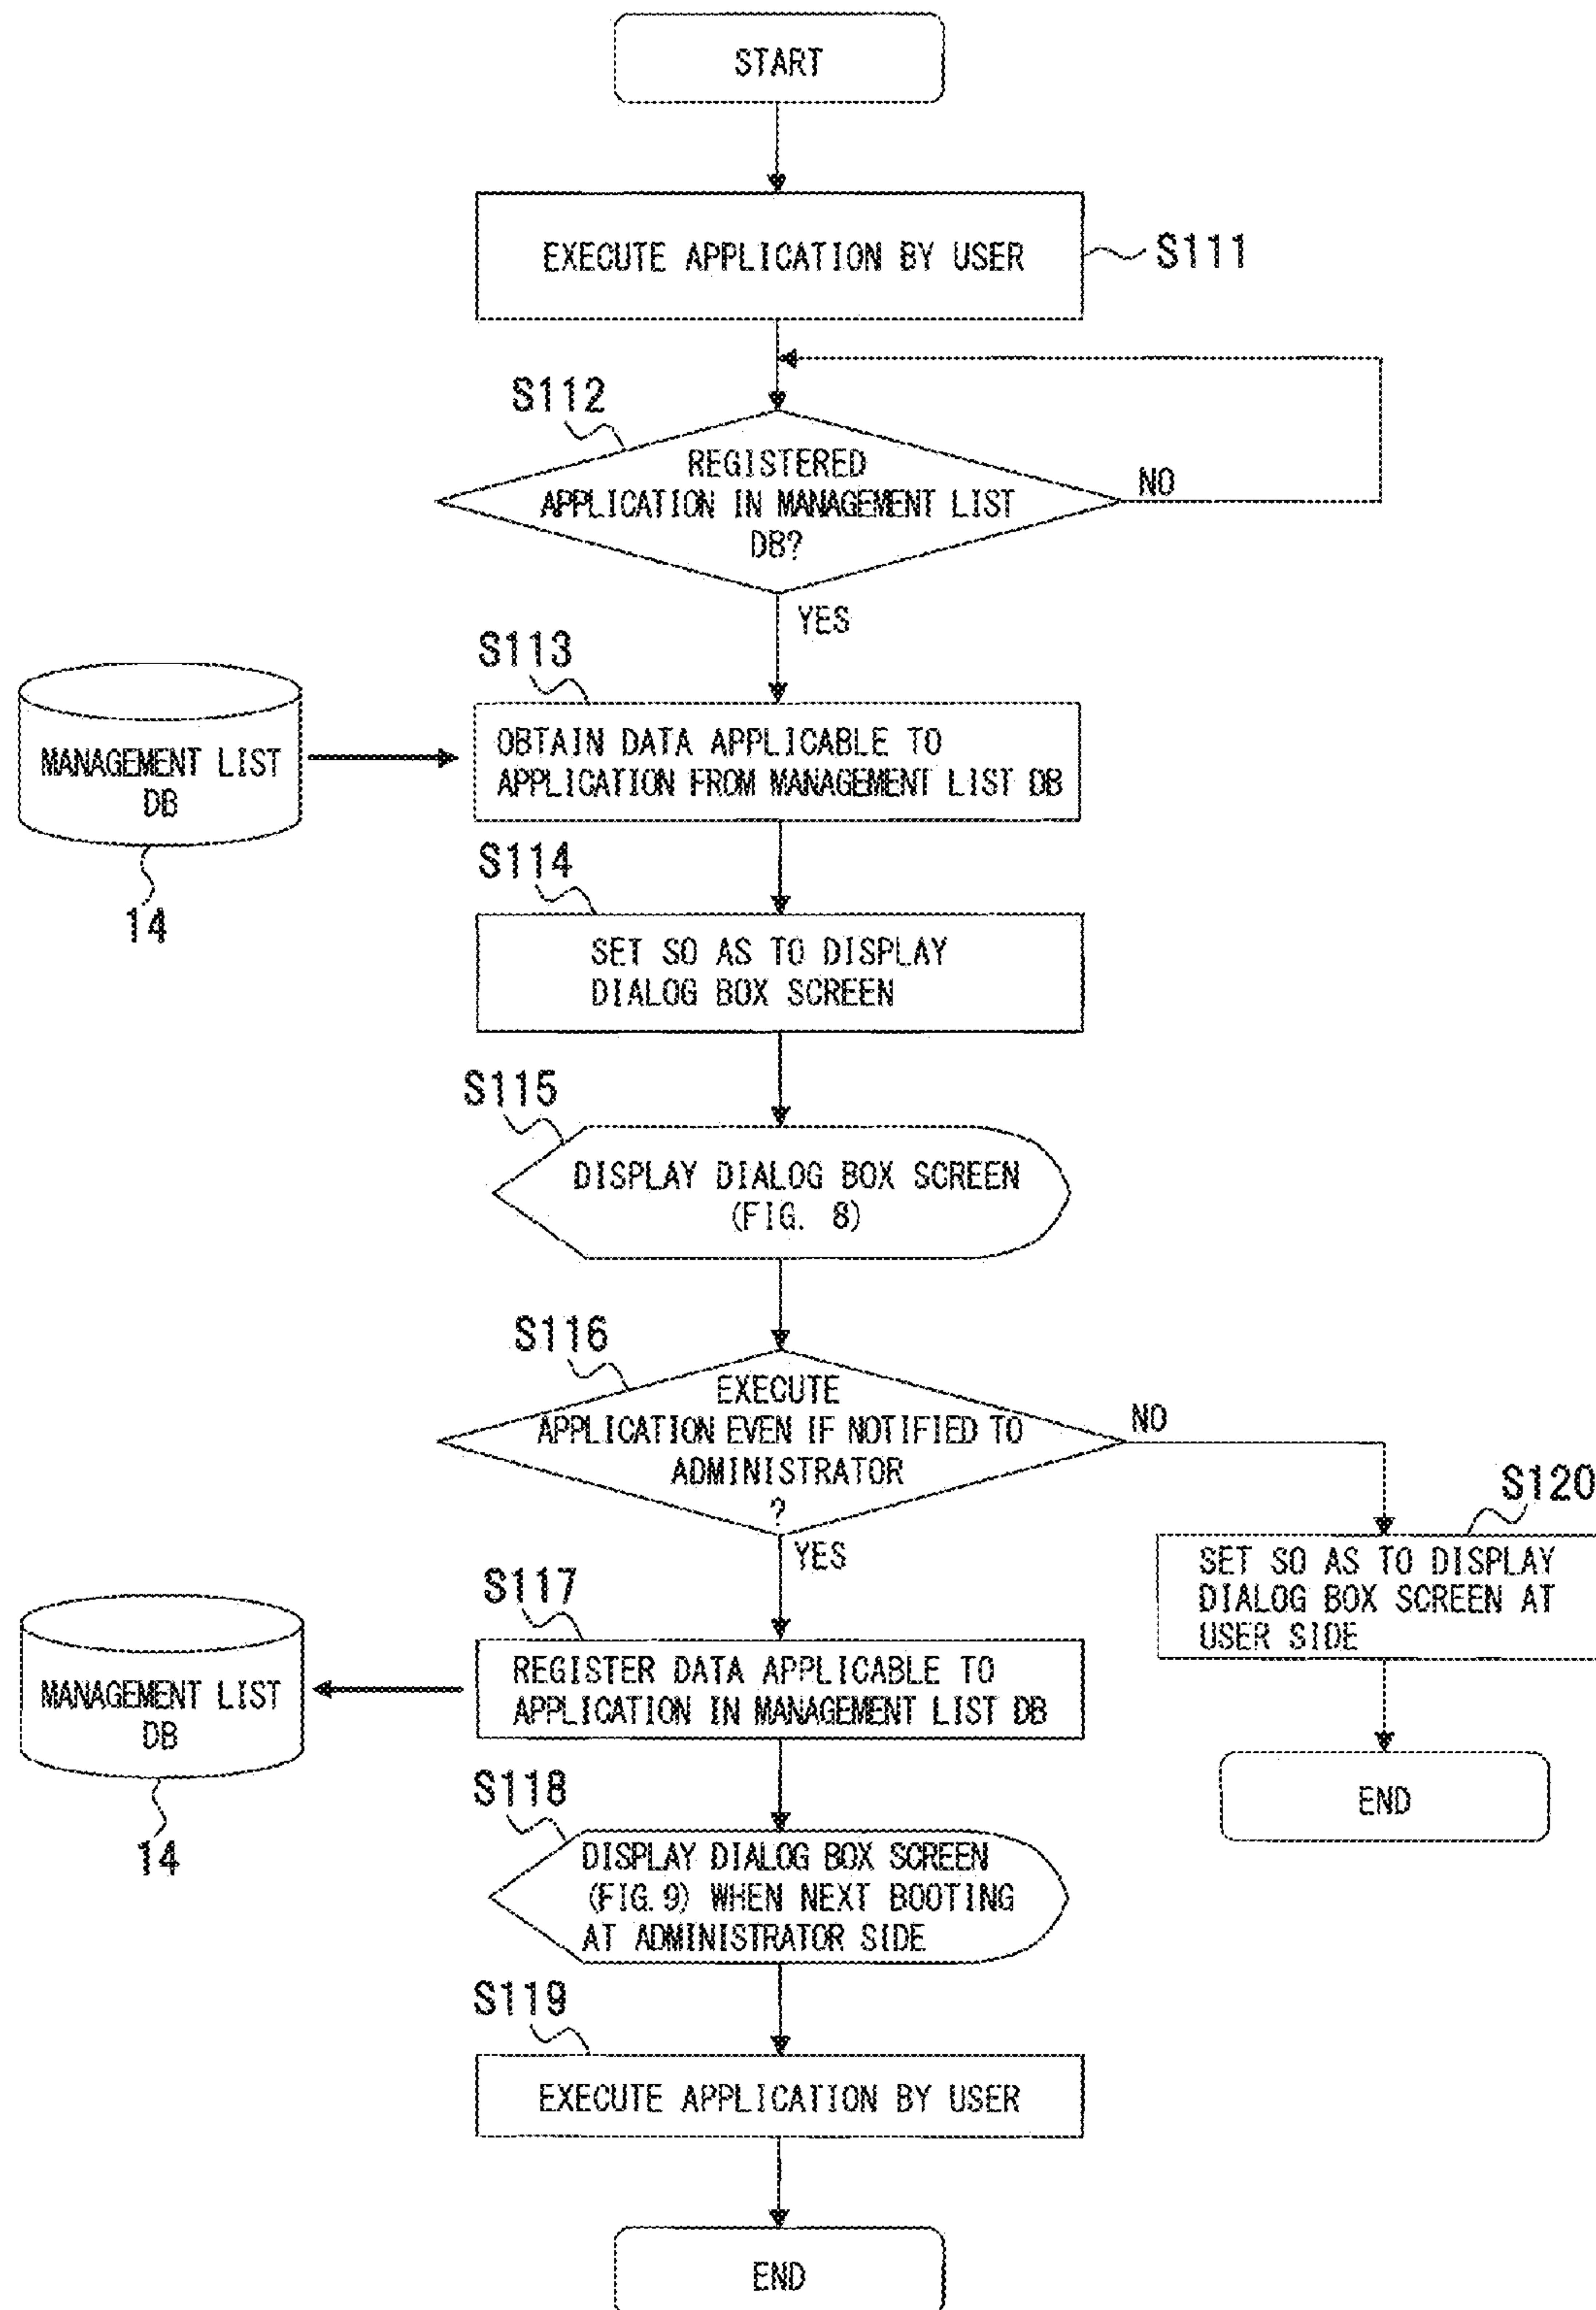 START
EXECUTE APPLICATION BY USER
S111
S112
REGISTERED
APPLICATION IN MANAGEMENT LIST
DB?
NO
YES
S113
MANAGEMENT LIST
DB
14
OBTAIN DATA APPLICABLE TO
APPLICATION FROM MANAGEMENT LIST DB
S114
SET SO AS TO DISPLAY
DIALOG BOX SCREEN
S115
DISPLAY DIALOG BOX SCREEN
(FIG. 8)
S116
EXECUTE
APPLICATION EVEN IF NOTIFIED TO
ADMINISTRATOR
?
NO
YES
S120
SET SO AS TO DISPLAY
DIALOG BOX SCREEN AT
USER SIDE
END
S117
REGISTER DATA APPLICABLE TO
APPLICATION IN MANAGEMENT LIST DB
MANAGEMENT LIST
DB
14
S118
DISPLAY DIALOG BOX SCREEN
(FIG. 9) WHEN NEXT BOOTING
AT ADMINISTRATOR SIDE
S119
EXECUTE APPLICATION BY USER
END